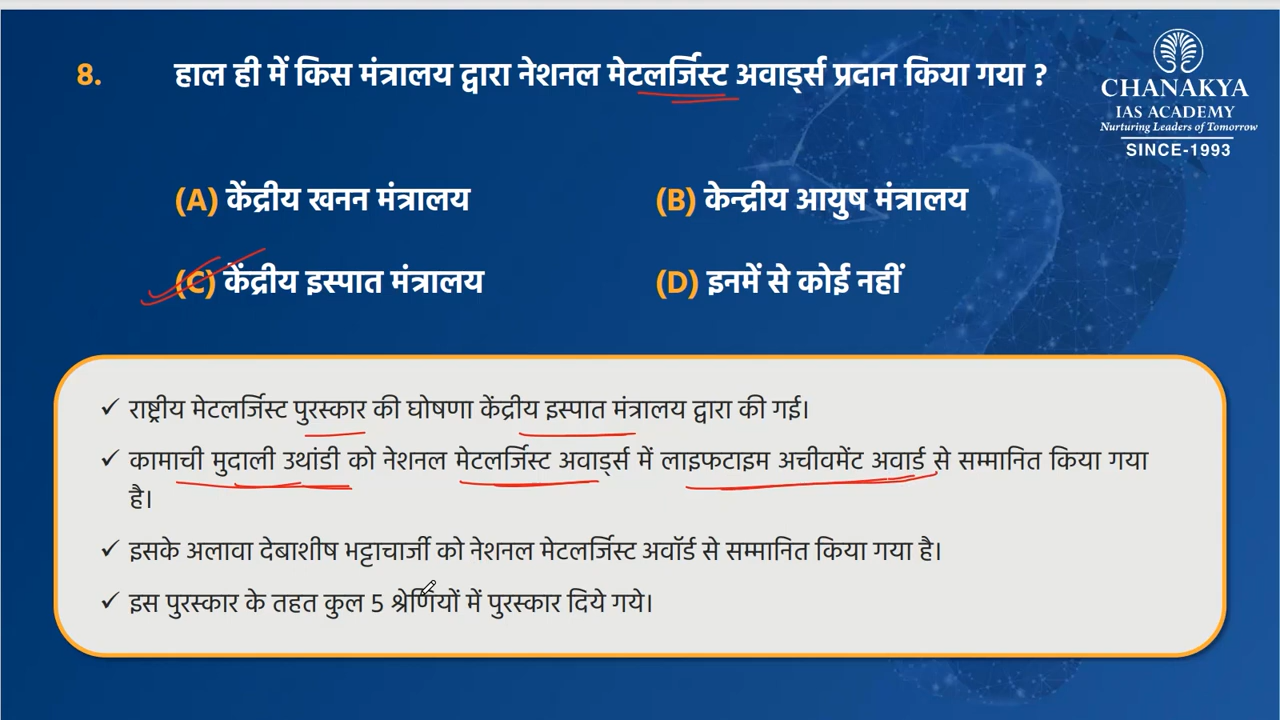 8. हाल ही में किस मंत्रालय द्वारा नेशनल मेटलर्जिस्ट अवार्ड्स प्रदान किया गया ?
CHANAKYA
IAS ACADEMY
Nurturing Leaders of Tomorrow
SINCE-1993
(A) केंद्रीय खनन मंत्रालय
(B) केन्द्रीय आयुष मंत्रालय
(C) केंद्रीय इस्पात मंत्रालय
(D) इनमें से कोई नहीं
✓ राष्ट्रीय मेटलर्जिस्ट पुरस्कार की घोषणा केंद्रीय इस्पात मंत्रालय द्वारा की गई।
✓ कामाची मुदाली उथांडी को नेशनल मेटलर्जिस्ट अवार्ड्स में लाइफटाइम अचीवमेंट अवार्ड से सम्मानित किया गया
है।
✓ इसके अलावा देबाशीष भट्टाचार्जी को नेशनल मेटलर्जिस्ट अवॉर्ड से सम्मानित किया गया है।
✓ इस पुरस्कार के तहत कुल 5 श्रेणियों में पुरस्कार दिये गये।